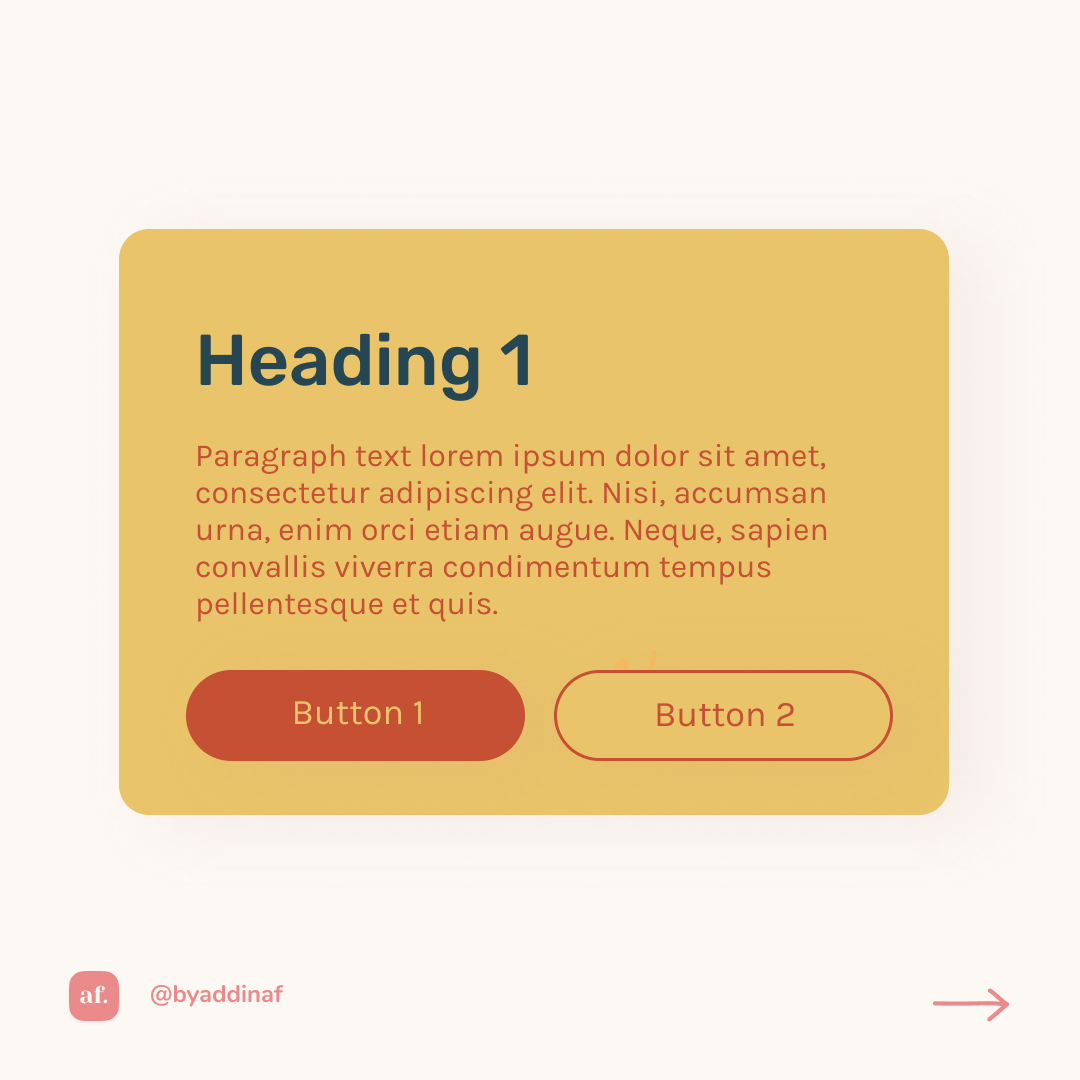 Heading 1
Paragraph text lorem ipsum dolor sit amet,
consectetur adipiscing elit. Nisi, accumsan
urna, enim orci etiam augue. Neque, sapien
convallis viverra condimentum tempus
pellentesque et quis.
Button 1
Button 2
af.
@byaddinaf